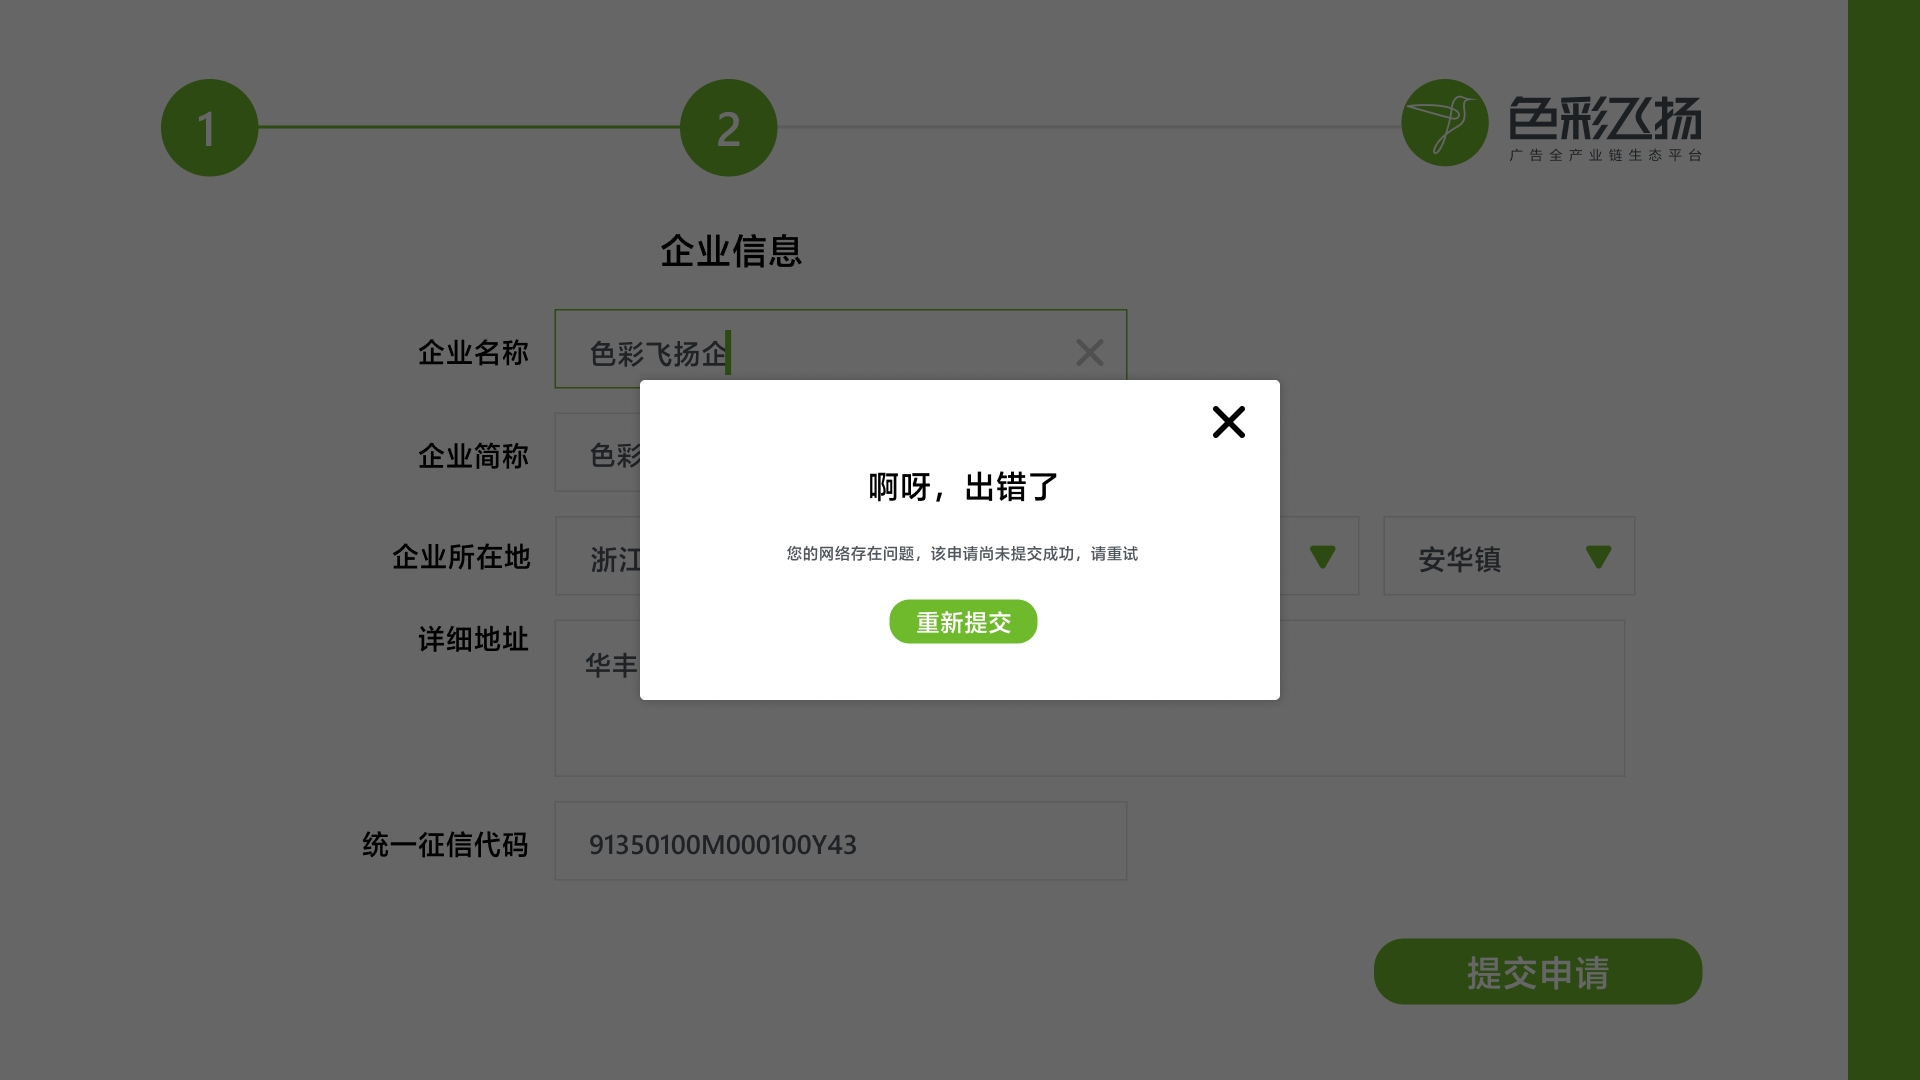 1
2
色彩飞扬
广告全产业链生态平台
企业信息
企业名称
色彩飞扬企
企业简称
色彩
啊呀，出错了
您的网络存在问题，该申请尚未提交成功，请重试
重新提交
企业所在地
浙江
安华镇
详细地址
华丰
统一征信代码
91350100M000100Y43
提交申请